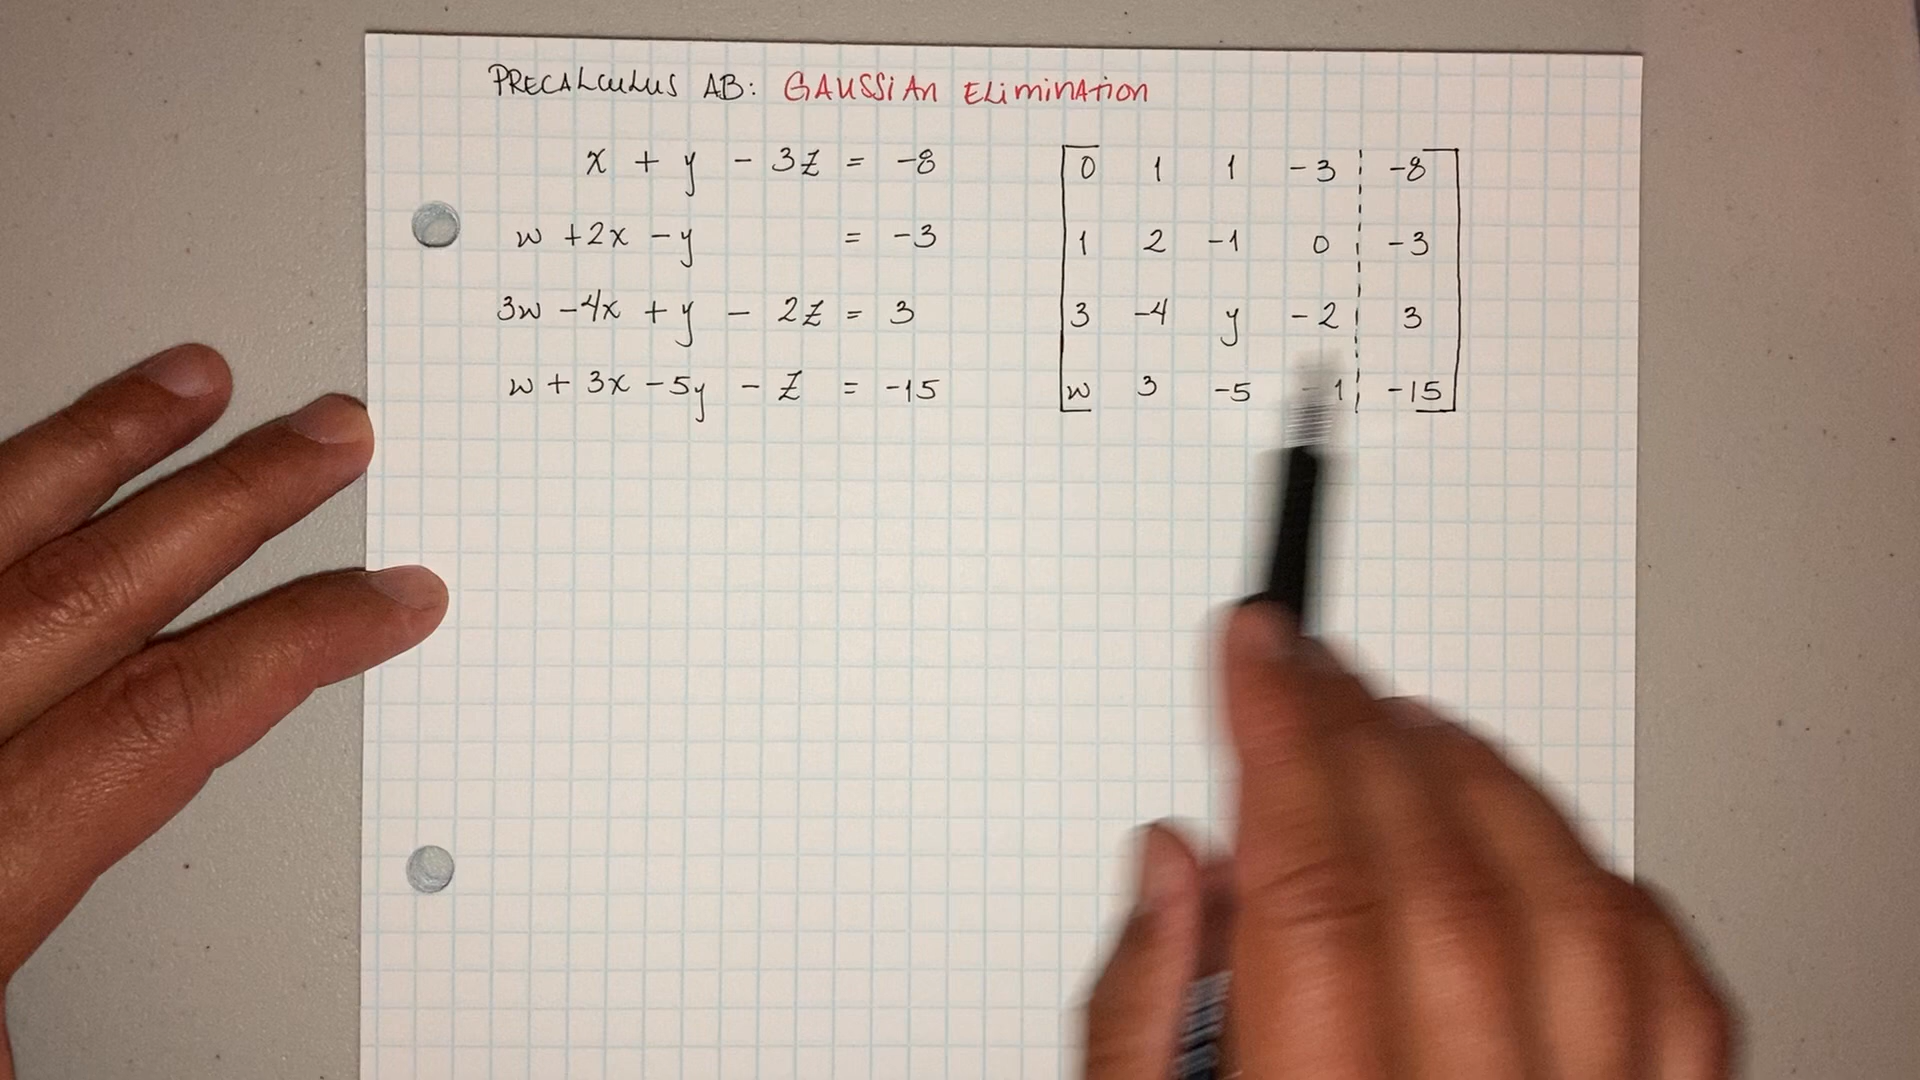 PRECALCULUS AB: GAUSSIAN ELIMINATION
x + y - 3z = -8
w + 2x - y = -3
3w - 4x + y - 2z = 3
w + 3x - 5y - z = -15
0 1 1 -3 -8
1 2 -1 0 -3
3 -4 y -2 3
w 3 -5 -1 -15